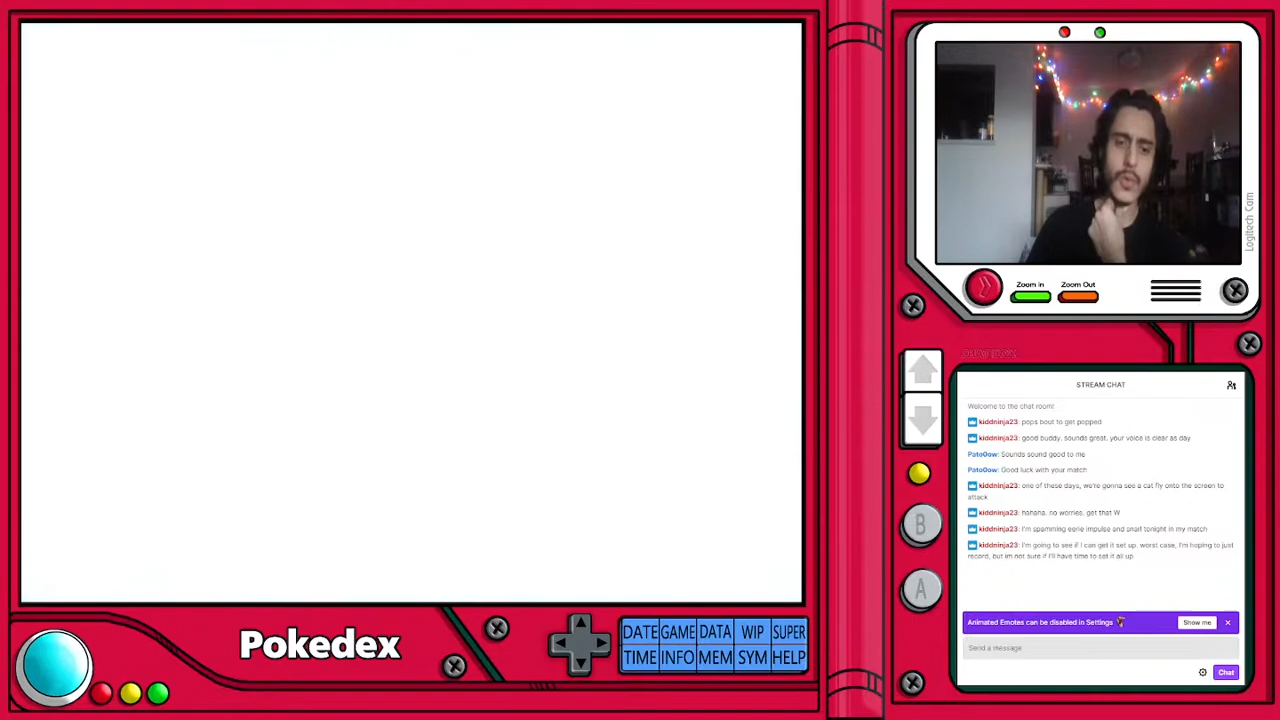 Logitech Cam
Zoom In
Zoom Out
STREAM CHAT
Welcome to the chat room!
kiddninja23: pops bout to get popped
kiddninja23: good buddy. sounds great. your voice is clear as day
Pato0ow: Sounds sound good to me
Pato0ow: Good luck with your match
kiddninja23: one of these days, we're gonna see a cat fly onto the screen to
attack
kiddninja23: hahaha. no worries. get that W
kiddninja23: I'm spamming eerie impulse and snarl tonight in my match
kiddninja23: I'm going to see if I can get it set up. worst case, I'm hoping to just
record, but im not sure if I'll have time to set it all up
Animated Emotes can be disabled in Settings
Show me
Send a message
Chat
B
A
Pokedex
DATE GAME DATA WIP SUPER
TIME INFO MEM SYM HELP